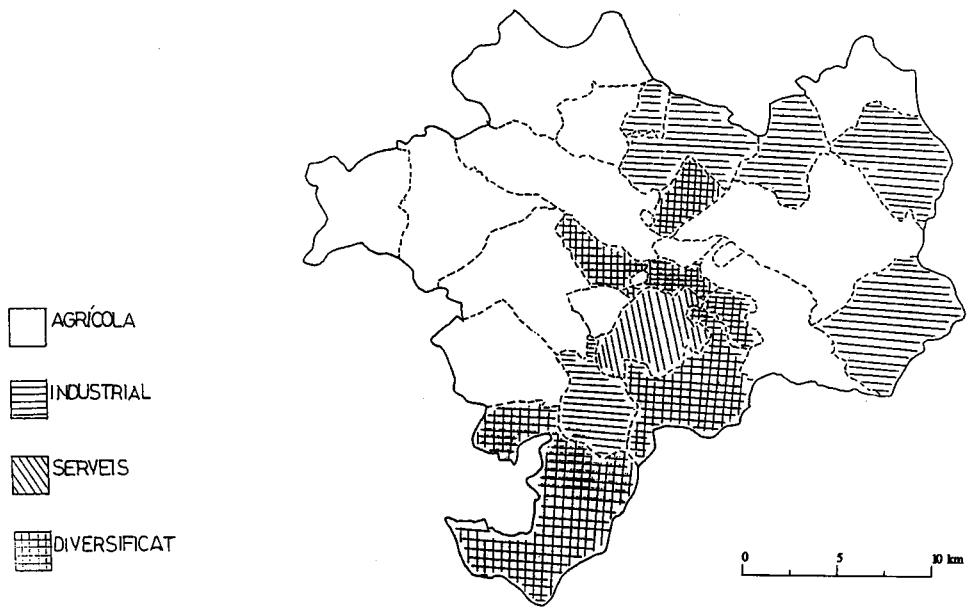 AGRÍCOLA
INDUSTRIAL
SERVEIS
DIVERSIFICAT
0 5 10 km